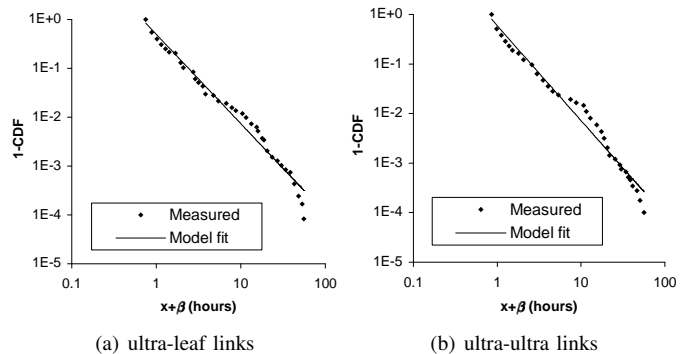 1E+0
1E-1
1E-2
1E-3
1E-4
1E-5
1-CDF
Measured
Model fit
0.1 1 10 100
x+β (hours)
(a) ultra-leaf links
1E+0
1E-1
1E-2
1E-3
1E-4
1E-5
1-CDF
Measured
Model fit
0.1 1 10 100
x+β (hours)
(b) ultra-ultra links